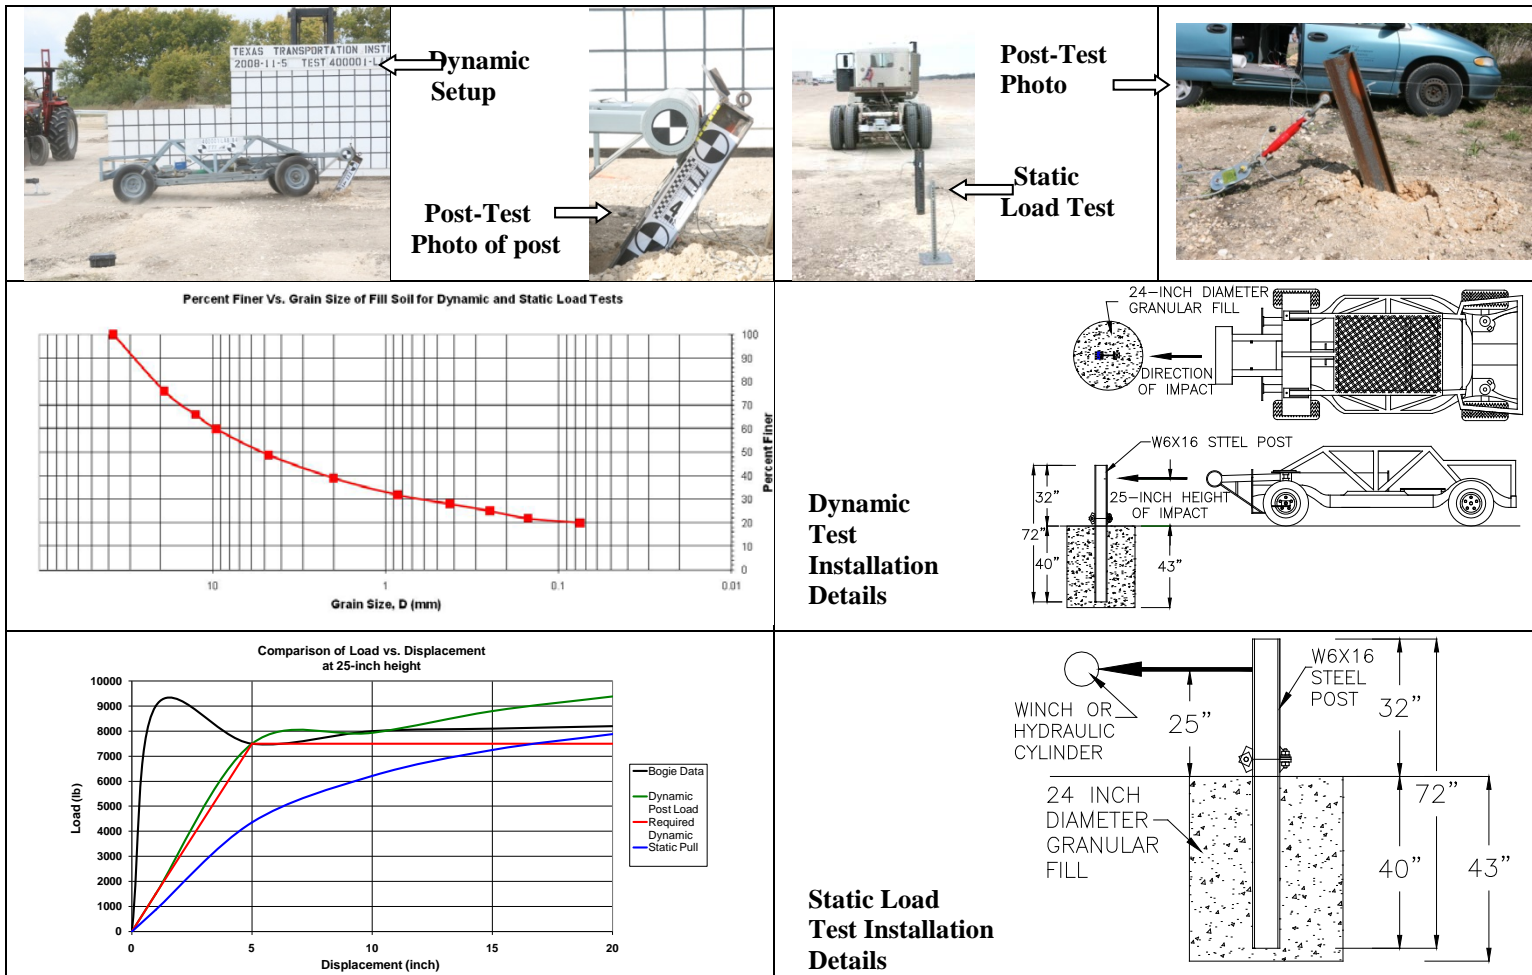 TEXAS TRANSPORTATION INSTI
2008-11-5 TEST 400001-L
Dynamic
Setup
Post-Test
Photo of post
TTI
Post-Test
Photo
Static
Load Test
Percent Finer Vs. Grain Size of Fill Soil for Dynamic and Static Load Tests
100
90
80
70
60
50
40
30
20
10
0
Percent Finer
10
1
0.1
0.01
Grain Size, D (mm)
24-INCH DIAMETER
GRANULAR FILL
DIRECTION
OF IMPACT
W6X16 STTEL POST
25-INCH HEIGHT
OF IMPACT
32"
72"
40"
43"
Dynamic
Test
Installation
Details
Comparison of Load vs. Displacement
at 25-inch height
10000
9000
8000
7000
6000
5000
4000
3000
2000
1000
0
Load (lb)
0
5
10
15
20
Displacement (inch)
Bogie Data
Dynamic
Post Load
Required
Dynamic
Static Pull
W6X16
STEEL
POST
WINCH OR
HYDRAULIC
CYLINDER
25"
32"
24 INCH
DIAMETER
GRANULAR
FILL
72"
40"
43"
Static Load
Test Installation
Details